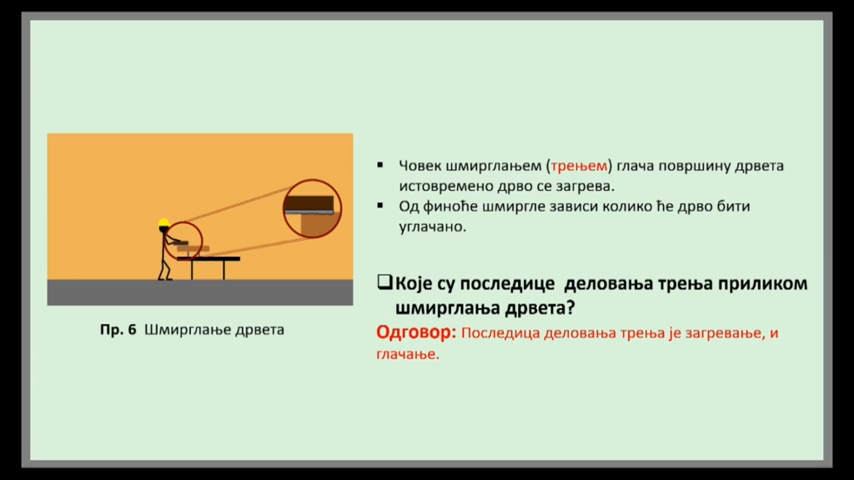 Човек шмирглањем (трењем) глача површину дрвета
истовремено дрво се загрева.
Од финоће шмиргле зависи колико ће дрво бити
углачано.
Које су последице деловања трења приликом
шмирглања дрвета?
Одговор: Последица деловања трења је загревање, и
глачање.
Пр. 6 Шмирглање дрвета